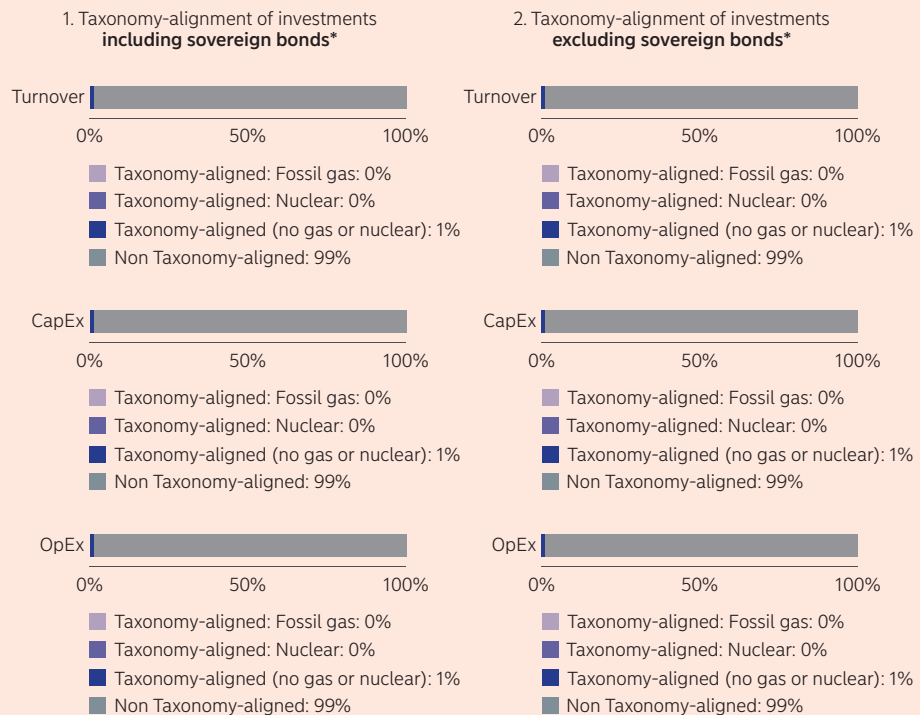 1. Taxonomy-alignment of investments
including sovereign bonds*
Turnover
0% 50% 100%
Taxonomy-aligned: Fossil gas: 0%
Taxonomy-aligned: Nuclear: 0%
Taxonomy-aligned (no gas or nuclear): 1%
Non Taxonomy-aligned: 99%
CapEx
0% 50% 100%
Taxonomy-aligned: Fossil gas: 0%
Taxonomy-aligned: Nuclear: 0%
Taxonomy-aligned (no gas or nuclear): 1%
Non Taxonomy-aligned: 99%
OpEx
0% 50% 100%
Taxonomy-aligned: Fossil gas: 0%
Taxonomy-aligned: Nuclear: 0%
Taxonomy-aligned (no gas or nuclear): 1%
Non Taxonomy-aligned: 99%
2. Taxonomy-alignment of investments
excluding sovereign bonds*
Turnover
0% 50% 100%
Taxonomy-aligned: Fossil gas: 0%
Taxonomy-aligned: Nuclear: 0%
Taxonomy-aligned (no gas or nuclear): 1%
Non Taxonomy-aligned: 99%
CapEx
0% 50% 100%
Taxonomy-aligned: Fossil gas: 0%
Taxonomy-aligned: Nuclear: 0%
Taxonomy-aligned (no gas or nuclear): 1%
Non Taxonomy-aligned: 99%
OpEx
0% 50% 100%
Taxonomy-aligned: Fossil gas: 0%
Taxonomy-aligned: Nuclear: 0%
Taxonomy-aligned (no gas or nuclear): 1%
Non Taxonomy-aligned: 99%